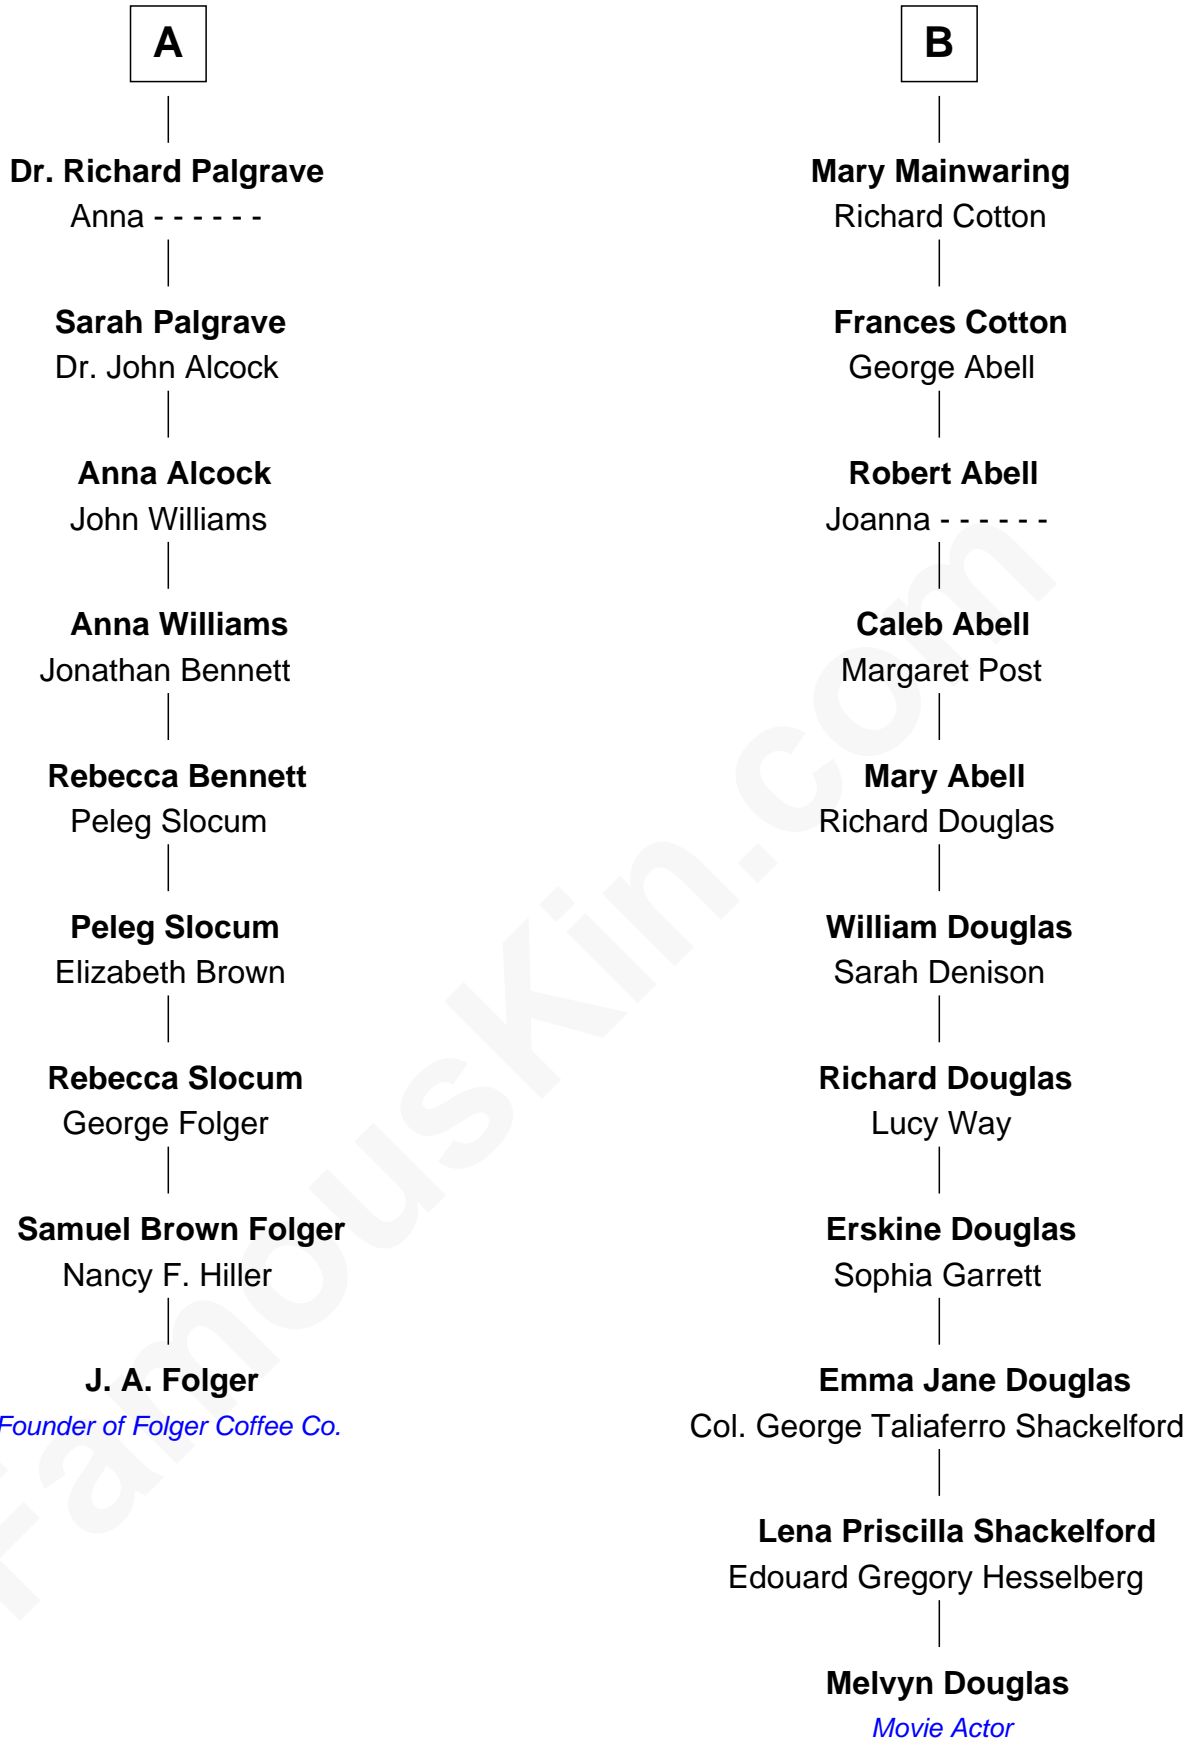 A
Dr. Richard Palgrave
Anna - - - - - -
Sarah Palgrave
Dr. John Alcock
Anna Alcock
John Williams
Anna Williams
Jonathan Bennett
Rebecca Bennett
Peleg Slocum
Peleg Slocum
Elizabeth Brown
Rebecca Slocum
George Folger
Samuel Brown Folger
Nancy F. Hiller
J. A. Folger
Founder of Folger Coffee Co.
B
Mary Mainwaring
Richard Cotton
Frances Cotton
George Abell
Robert Abell
Joanna - - - - - -
Caleb Abell
Margaret Post
Mary Abell
Richard Douglas
William Douglas
Sarah Denison
Richard Douglas
Lucy Way
Erskine Douglas
Sophia Garrett
Emma Jane Douglas
Col. George Taliaferro Shackelford
Lena Priscilla Shackelford
Edouard Gregory Hesselberg
Melvyn Douglas
Movie Actor
FamousKin.com